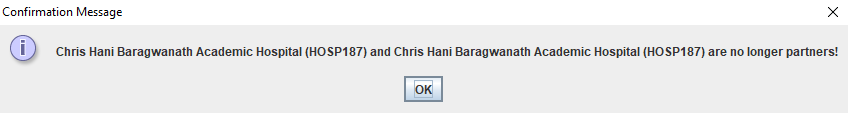 Confirmation Message
Chris Hani Baragwanath Academic Hospital (HOSP187) and Chris Hani Baragwanath Academic Hospital (HOSP187) are no longer partners!
OK